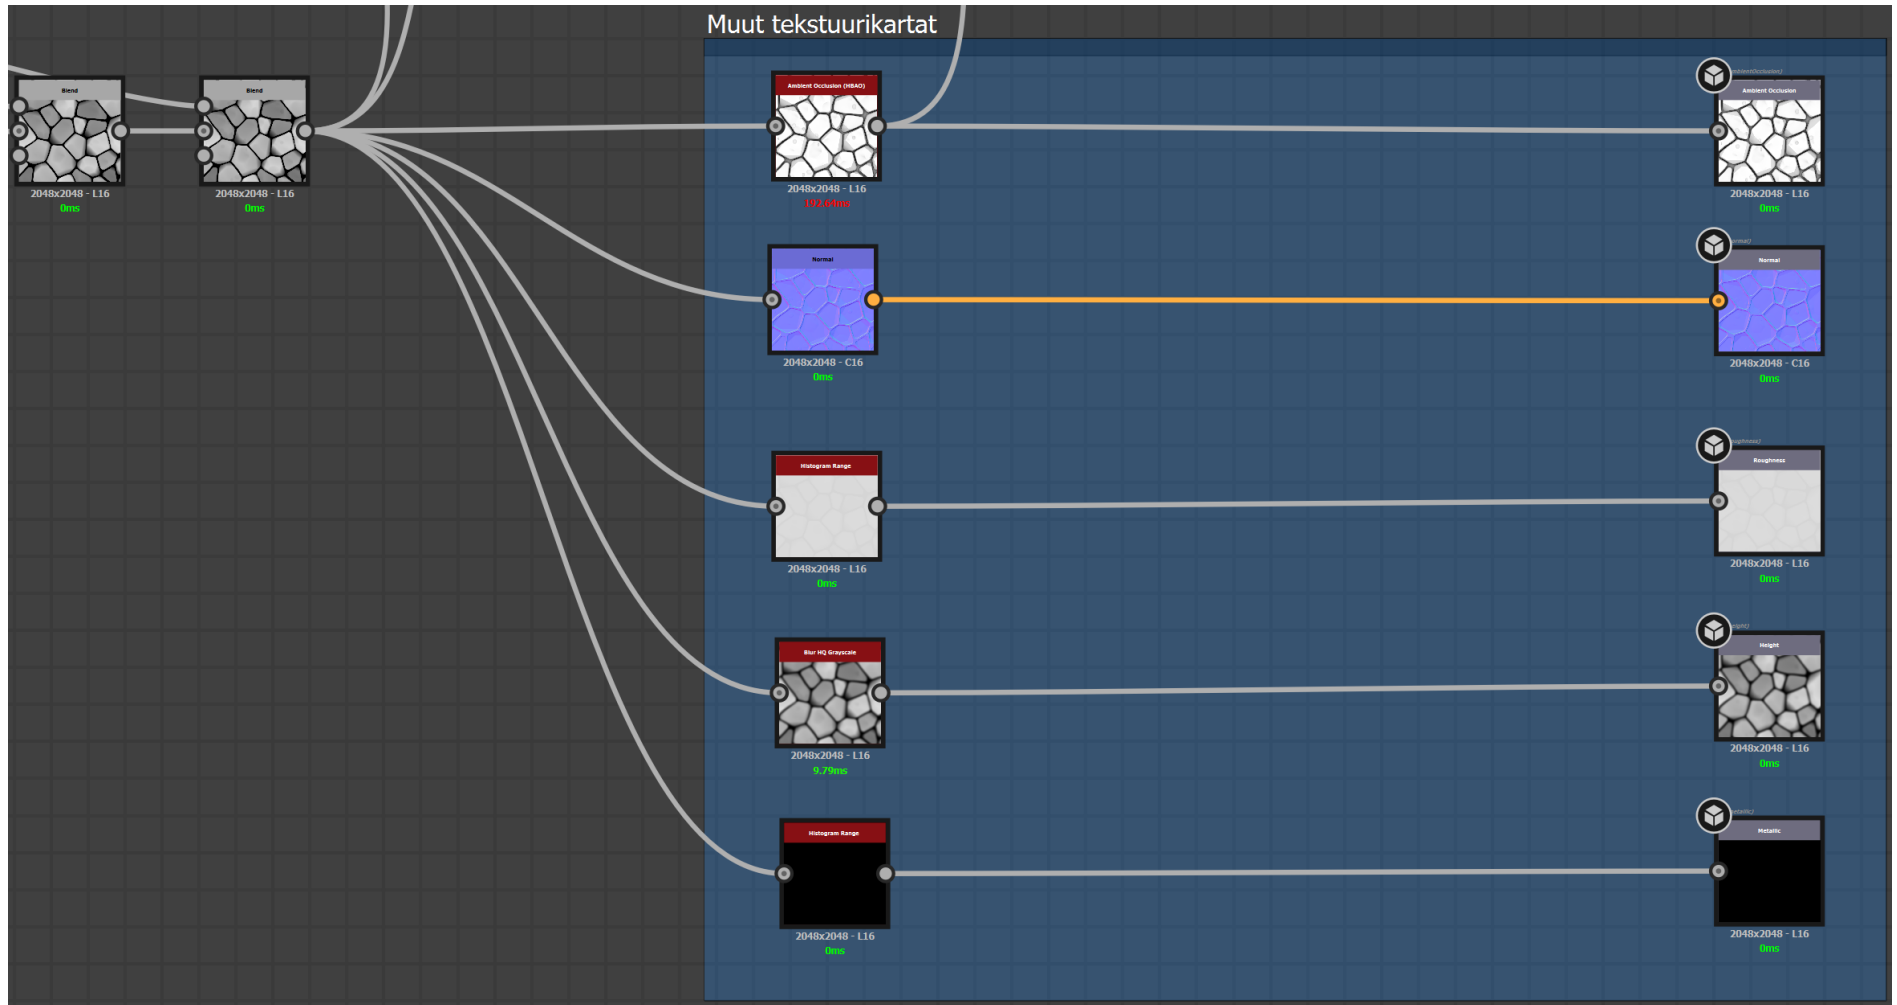 Muut tekstuurikartat
Blend
2048x2048 - L16
0ms
Blend
2048x2048 - L16
0ms
Ambient Occlusion (HBAO)
2048x2048 - L16
192.64ms
Ambient Occlusion
2048x2048 - L16
0ms
Normal
2048x2048 - C16
0ms
Normal
2048x2048 - C16
0ms
Histogram Range
2048x2048 - L16
0ms
Roughness
2048x2048 - L16
0ms
Blur HQ Grayscale
2048x2048 - L16
9.79ms
Height
2048x2048 - L16
0ms
Histogram Range
2048x2048 - L16
0ms
Metallic
2048x2048 - L16
0ms